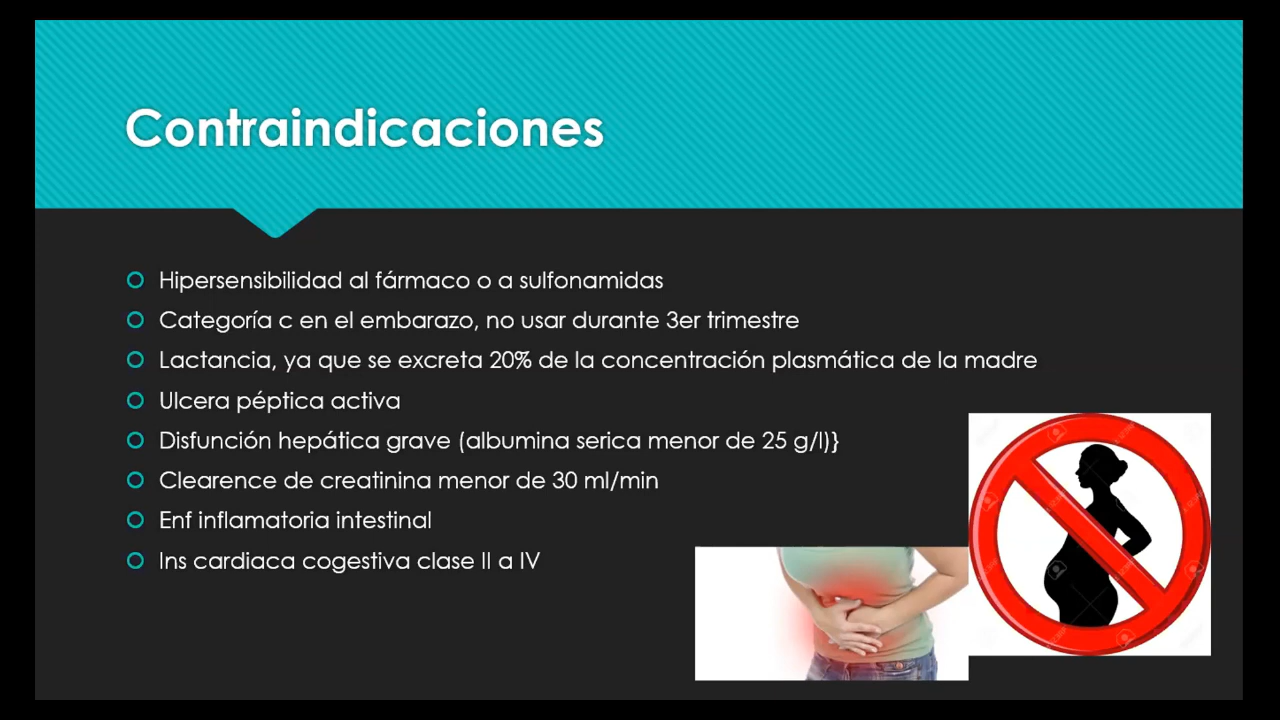 Contraindicaciones
Hipersensibilidad al fármaco o a sulfonamidas
Categoría c en el embarazo, no usar durante 3er trimestre
Lactancia, ya que se excreta 20% de la concentración plasmática de la madre
Ulcera péptica activa
Disfunción hepática grave (albumina serica menor de 25 g/l)}
Clearence de creatinina menor de 30 ml/min
Enf inflamatoria intestinal
Ins cardiaca cogestiva clase II a IV